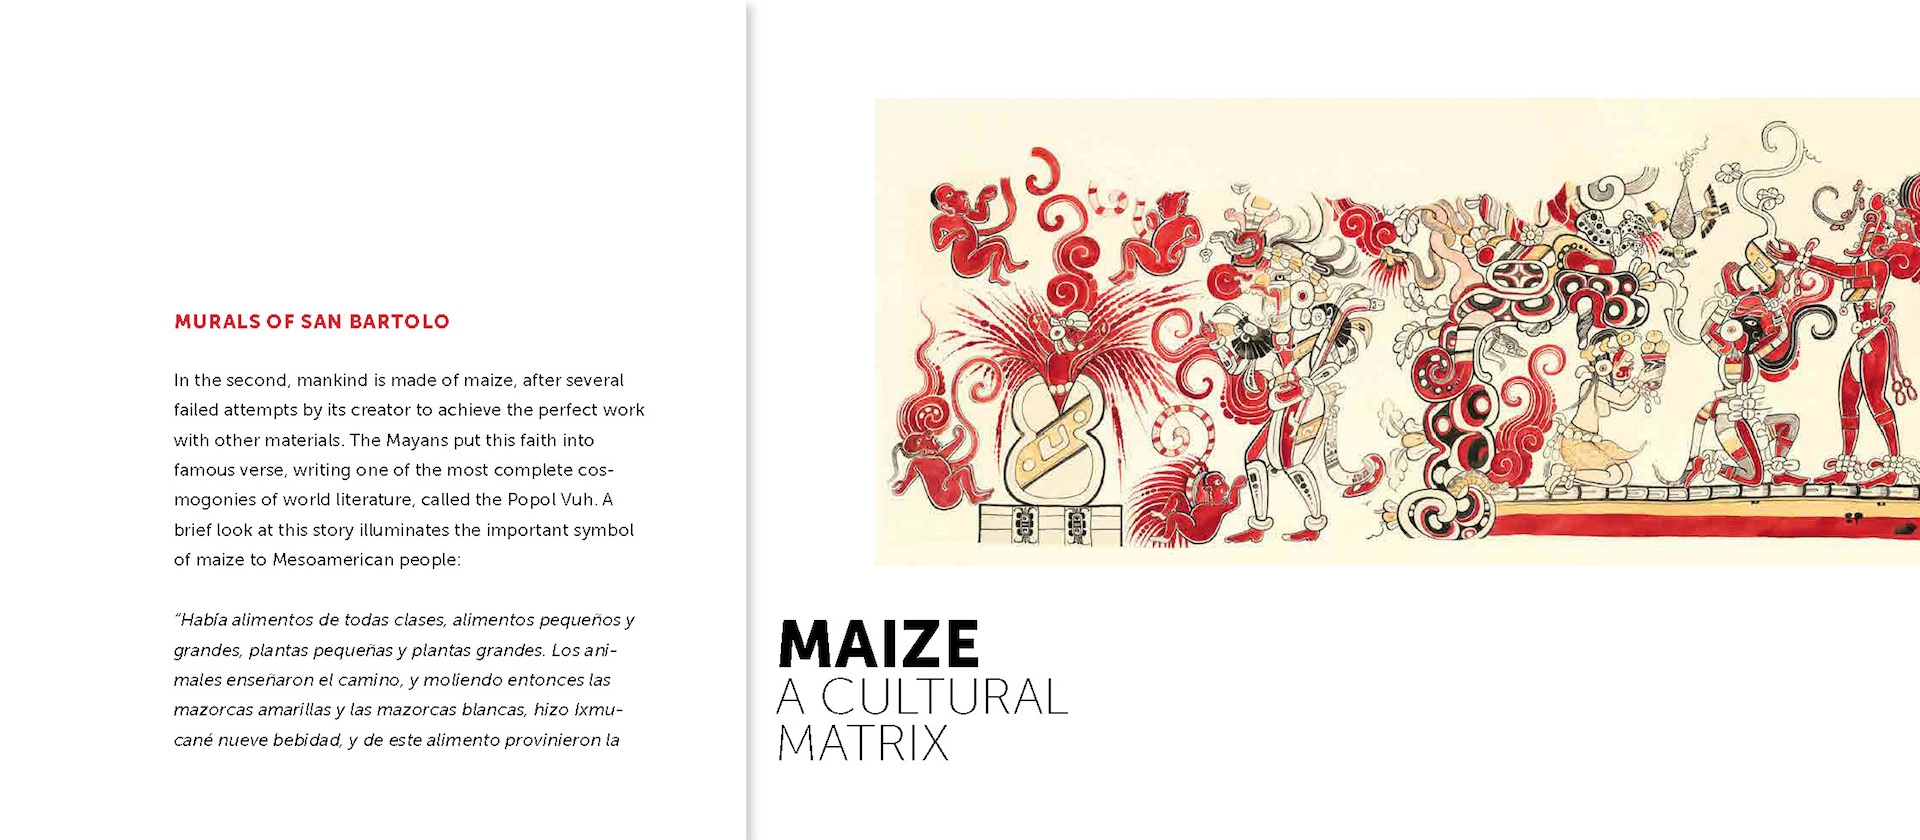 MURALS OF SAN BARTOLO
In the second, mankind is made of maize, after several
failed attempts by its creator to achieve the perfect work
with other materials. The Mayans put this faith into
famous verse, writing one of the most complete cos-
mogonies of world literature, called the Popol Vuh. A
brief look at this story illuminates the important symbol
of maize to Mesoamerican people:
“Había alimentos de todas clases, alimentos pequeños y
grandes, plantas pequeñas y plantas grandes. Los ani-
males enseñaron el camino, y moliendo entonces las
mazorcas amarillas y las mazorcas blancas, hizo Ixmu-
cané nueve bebidad, y de este alimento provinieron la
MAIZE
A CULTURAL
MATRIX